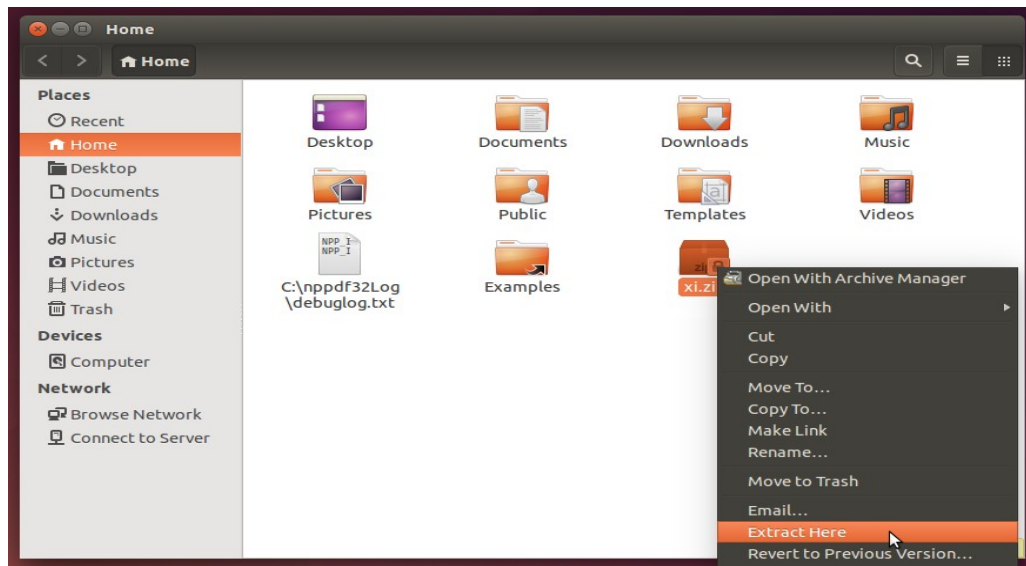 Home
Home
Places
Recent
Home
Desktop
Documents
Downloads
Music
Pictures
Videos
Trash
Devices
Computer
Network
Browse Network
Connect to Server
Desktop
Documents
Downloads
Music
Pictures
Public
Templates
Videos
NPP_I
NPP_I
C:\nppdf32Log
\debuglog.txt
Examples
zip
xi.zi
Open With Archive Manager
Open With
Cut
Copy
Move To...
Copy To...
Make Link
Rename...
Move to Trash
Email...
Extract Here
Revert to Previous Version...